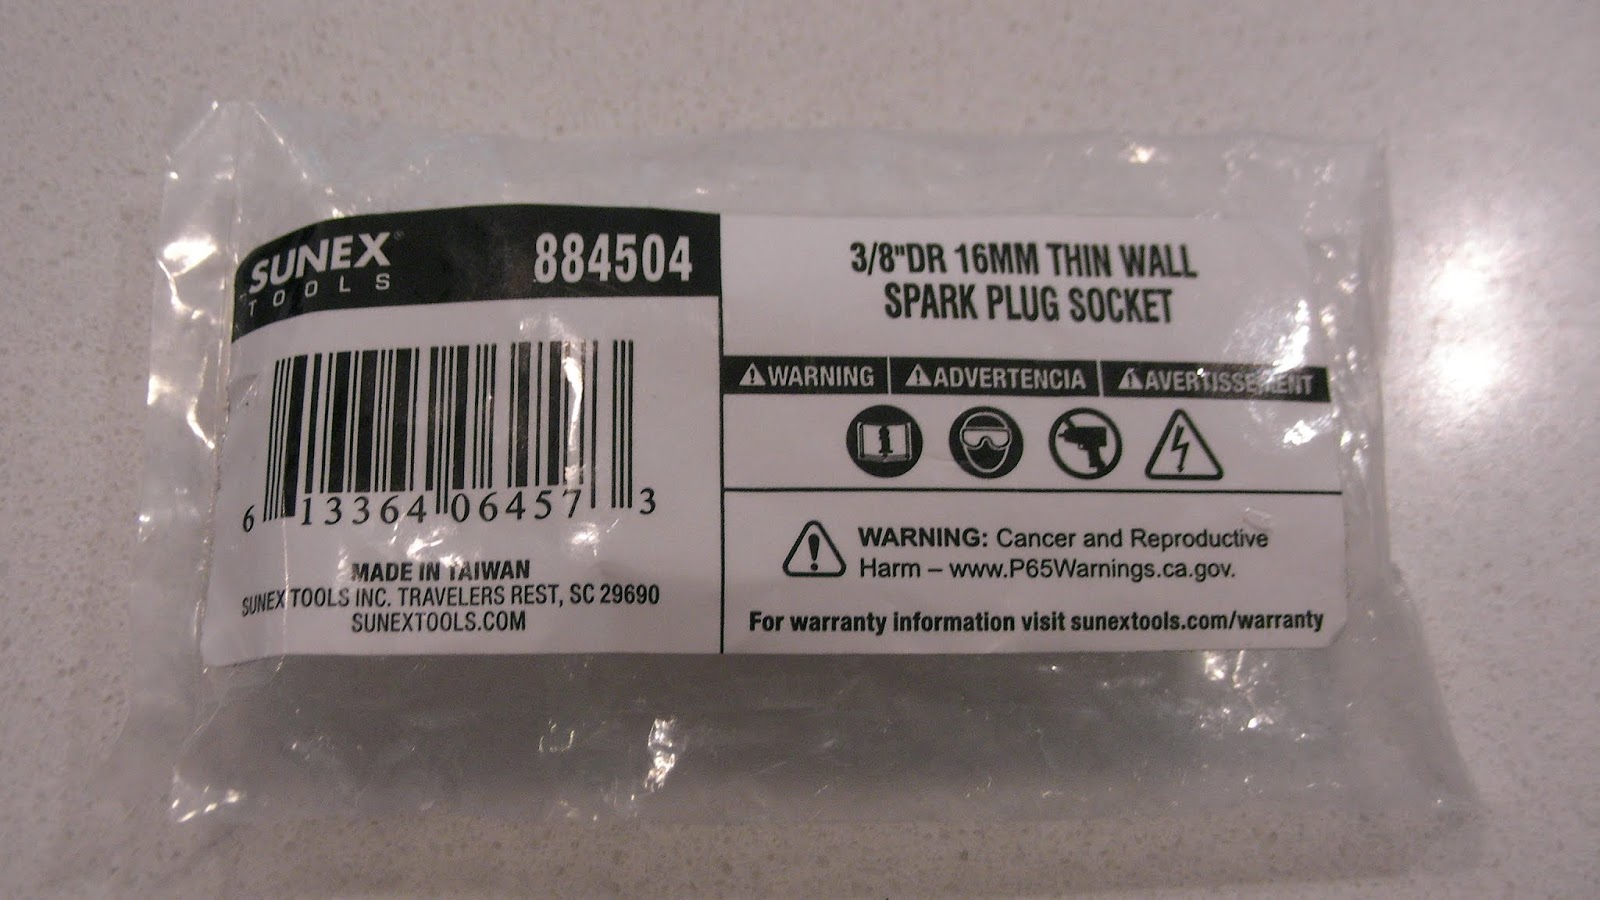 SUNEX®
TOOLS
884504
6 13364 06457 3
MADE IN TAIWAN
SUNEX TOOLS INC. TRAVELERS REST, SC 29690
SUNEXTOOLS.COM
3/8"DR 16MM THIN WALL
SPARK PLUG SOCKET
WARNING
ADVERTENCIA
AVERTISSEMENT
WARNING: Cancer and Reproductive
Harm – www.P65Warnings.ca.gov.
For warranty information visit sunextools.com/warranty